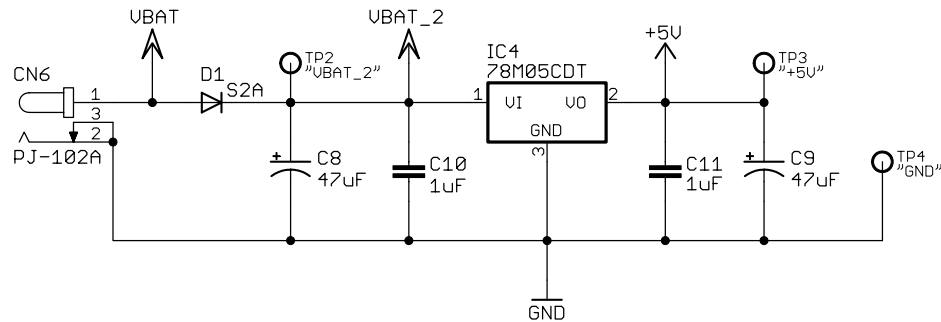 VBAT
VBAT_2
+5V
CN6
D1
S2A
TP2
"VBAT_2"
IC4
78M05CDT
TP3
"+5V"
1
3
2
PJ-102A
1
VI
VO
2
GND
3
C8
47uF
C10
1uF
C11
1uF
C9
47uF
TP4
"GND"
GND